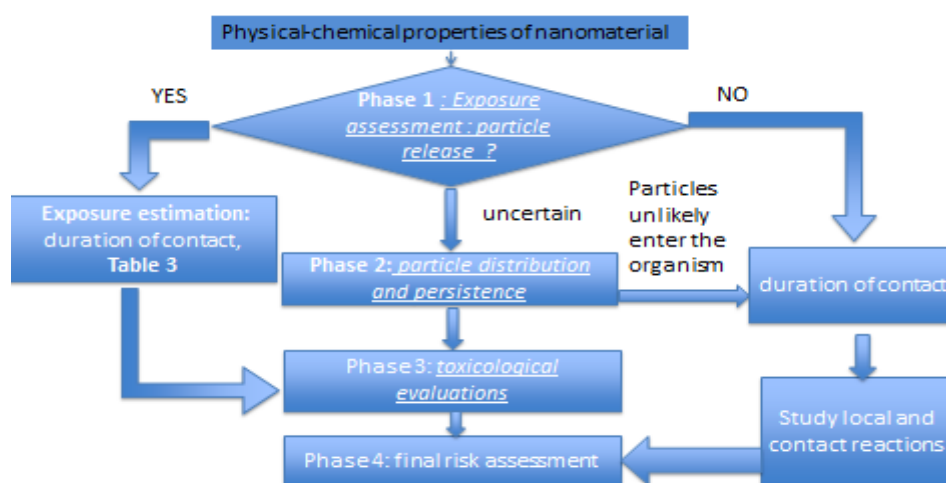 Physical-chemical properties of nanomaterial
YES
NO
Phase 1 : Exposure
assessment : particle
release ?
Exposure estimation:
duration of contact,
Table 3
uncertain
Particles
unlikely
enter the
organism
Phase 2: particle distribution
and persistence
duration of contact
Phase 3: toxicological
evaluations
Study local and
contact reactions
Phase 4: final risk assessment